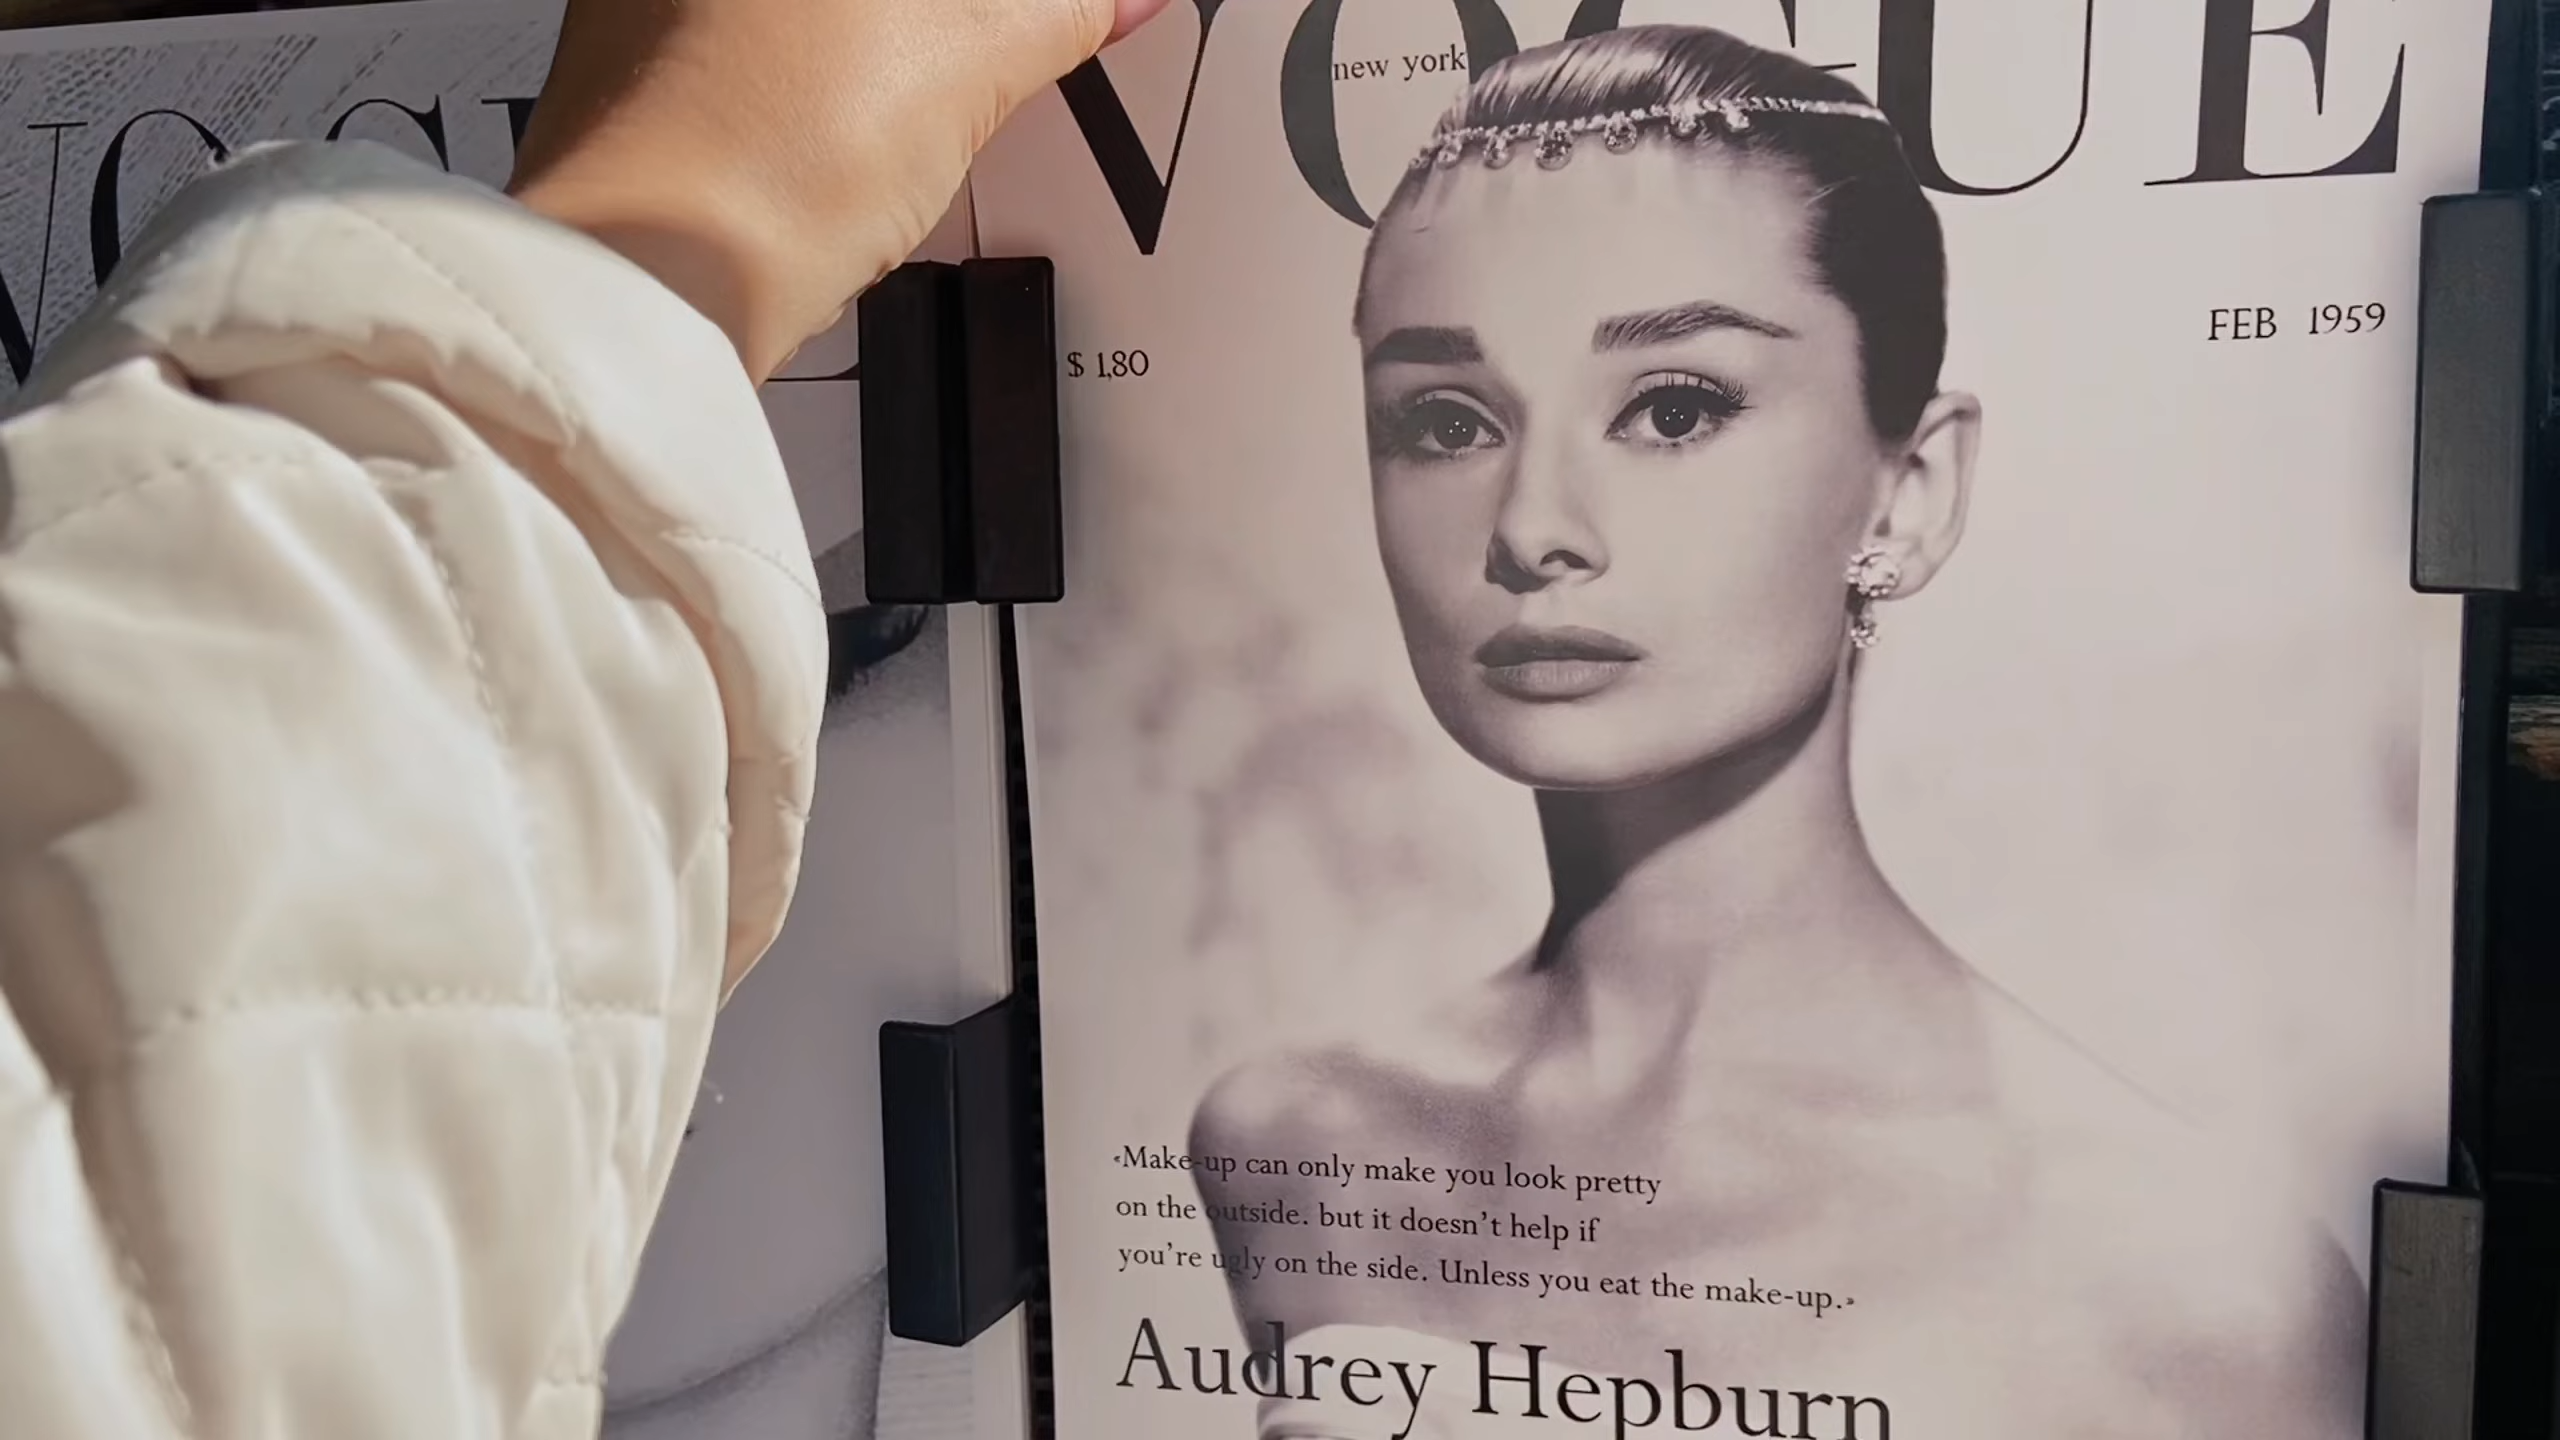 VOGUE
new york
FEB 1959
$ 1,80
‹Make-up can only make you look pretty
on the outside. but it doesn't help if
you're ugly on the side. Unless you eat the make-up.›
Audrey Hepburn